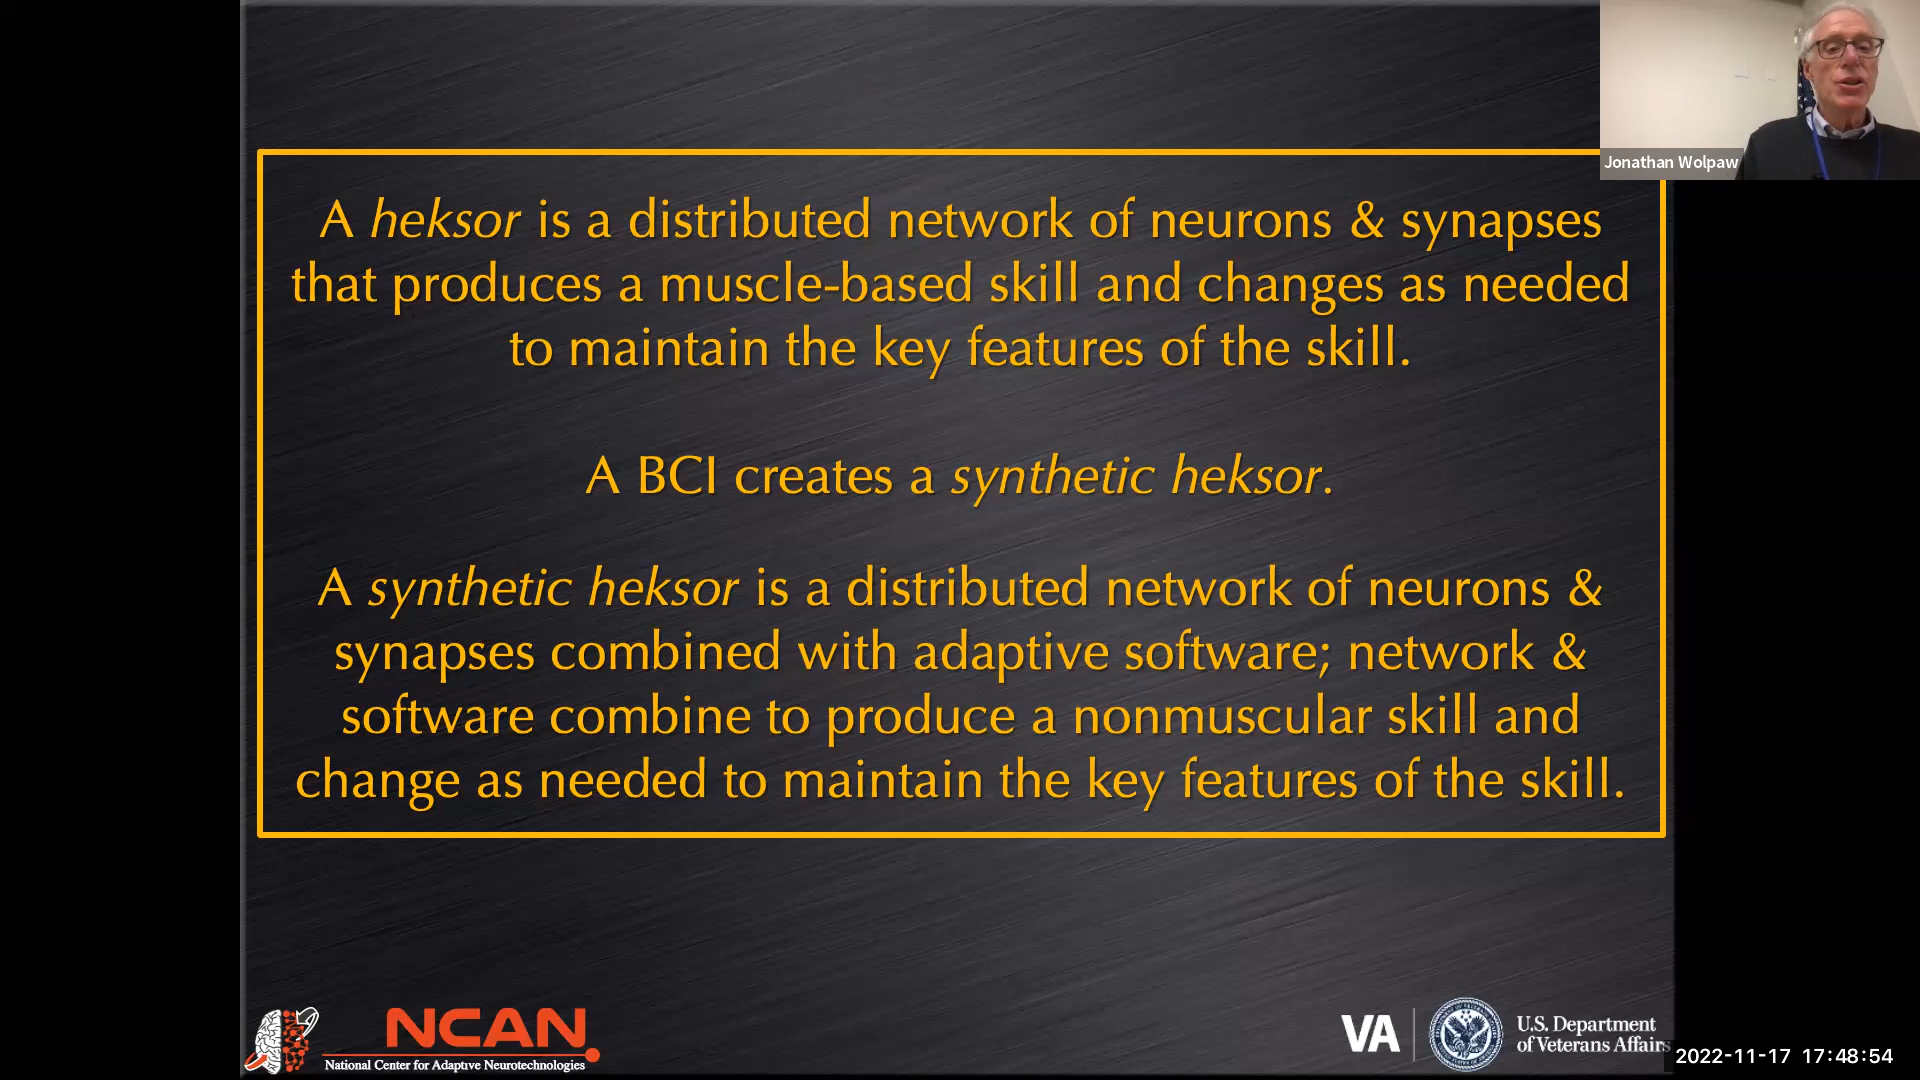 Jonathan Wolpaw
A heksor is a distributed network of neurons & synapses
that produces a muscle-based skill and changes as needed
to maintain the key features of the skill.
A BCI creates a synthetic heksor.
A synthetic heksor is a distributed network of neurons &
synapses combined with adaptive software; network &
software combine to produce a nonmuscular skill and
change as needed to maintain the key features of the skill.
NCAN
National Center for Adaptive Neurotechnologies
VA
U.S. Department
of Veterans Affairs
2022-11-17 17:48:54